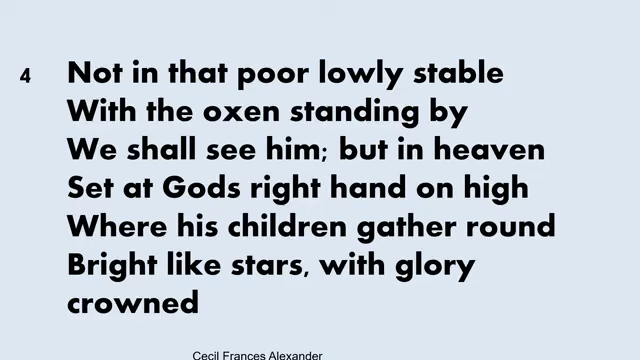 4 Not in that poor lowly stable
With the oxen standing by
We shall see him; but in heaven
Set at Gods right hand on high
Where his children gather round
Bright like stars, with glory
crowned
Cecil Frances Alexander